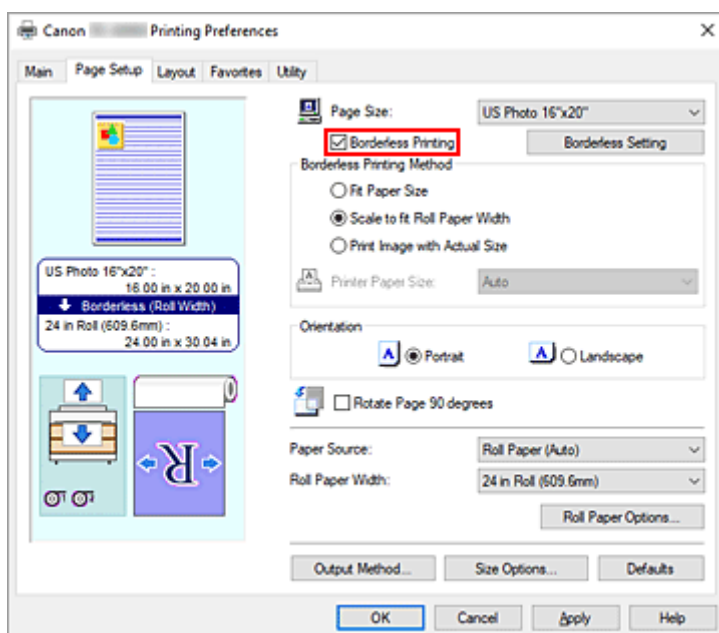 Canon Printing Preferences
Main Page Setup Layout Favorites Utility
Page Size: US Photo 16"x20"
Borderless Printing Borderless Setting
Borderless Printing Method
Fit Paper Size
Scale to fit Roll Paper Width
Print Image with Actual Size
Printer Paper Size: Auto
US Photo 16"x20" :
16.00 in x 20.00 in
Borderless (Roll Width)
24 in Roll (609.6mm) :
24.00 in x 30.04 in
Orientation
A Portrait A Landscape
Rotate Page 90 degrees
R
Paper Source: Roll Paper (Auto)
Roll Paper Width: 24 in Roll (609.6mm)
Roll Paper Options...
Output Method... Size Options... Defaults
OK Cancel Apply Help